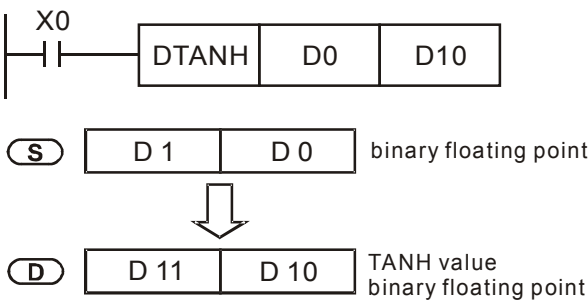 X0
DTANH D0 D10
S D 1 D 0 binary floating point
D D 11 D 10 TANH value
binary floating point